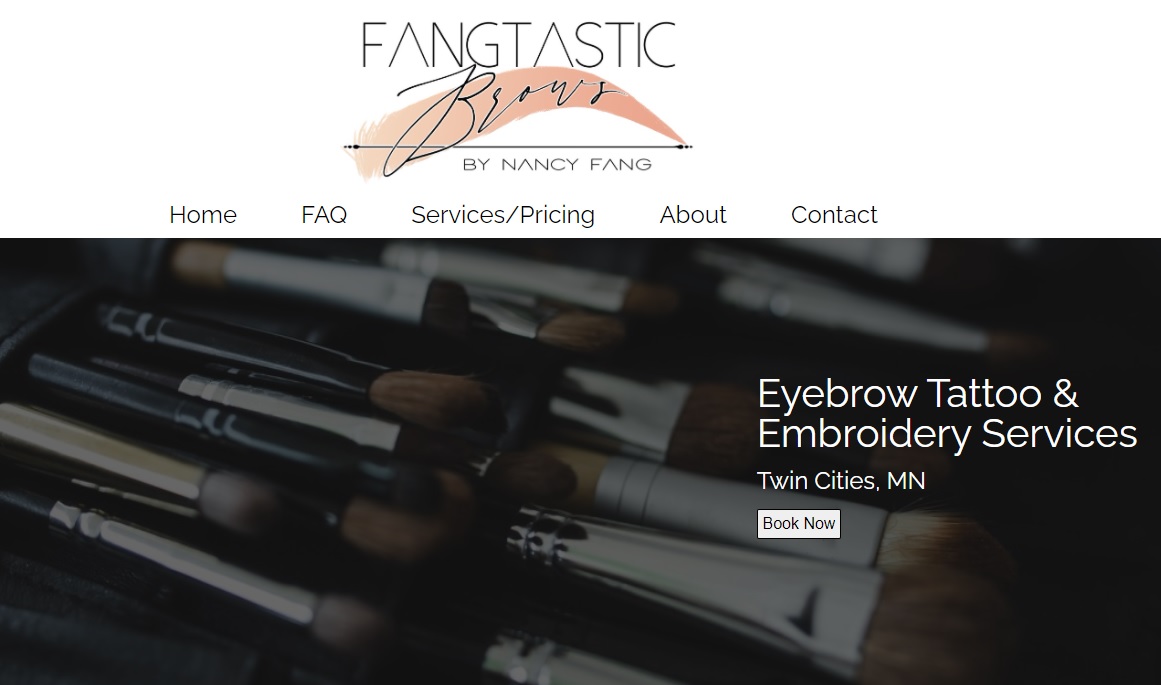 FANGTASTIC
Brows
BY NANCY FANG
Home FAQ Services/Pricing About Contact
Eyebrow Tattoo &
Embroidery Services
Twin Cities, MN
Book Now